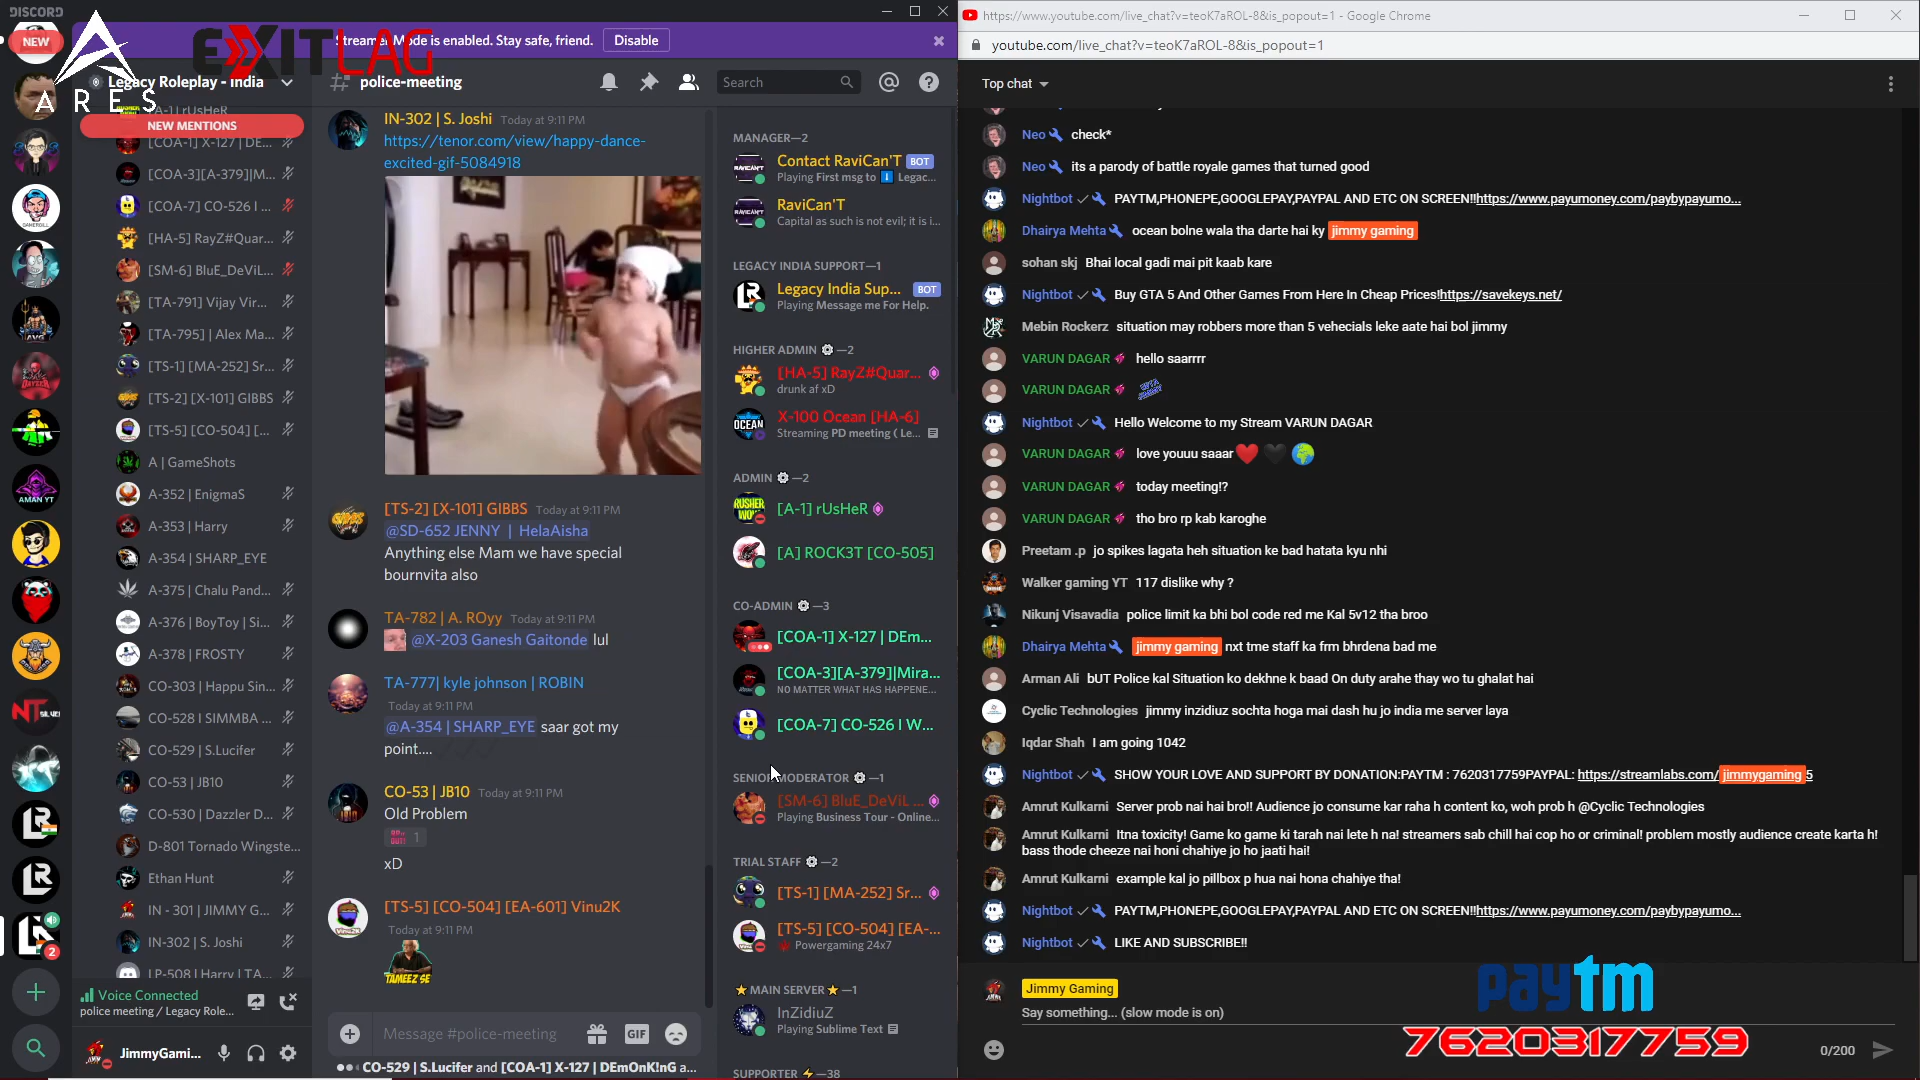 DISCORD
NEW
ARES
EXITLAG
Streamer Mode is enabled. Stay safe, friend.
Disable
Legacy Roleplay - India
NEW MENTIONS
[COA-1] X-127 | DE...
[COA-3][A-379]|M...
[COA-7] CO-526 I ...
[HA-5] RayZ#Quar...
[SM-6] BluE_DeViL...
[TA-791] Vijay Vir...
[TA-795] | Alex Ma...
[TS-1] [MA-252] Sr...
[TS-2] [X-101] GIBBS
[TS-5] [CO-504] [...
A | GameShots
A-352 | EnigmaS
A-353 | Harry
A-354 | SHARP_EYE
A-375 | Chalu Pand...
A-376 | BoyToy | Si...
A-378 | FROSTY
CO-303 | Happu Sin...
CO-528 I SIMMBA ...
CO-529 | S.Lucifer
CO-53 | JB10
CO-530 | Dazzler D...
D-801 Tornado Wingste...
Ethan Hunt
IN - 301 | JIMMY G...
IN-302 | S. Joshi
LP-508 | Harry | TA...
Voice Connected
police meeting / Legacy Role...
JimmyGami...
AMAN YT
2
# police-meeting
Search
IN-302 | S. Joshi Today at 9:11 PM
https://tenor.com/view/happy-dance-
excited-gif-5084918
[TS-2] [X-101] GIBBS Today at 9:11 PM
@SD-652 JENNY | HelaAisha
Anything else Mam we have special
bournvita also
TA-782 | A. ROyy Today at 9:11 PM
@X-203 Ganesh Gaitonde lul
TA-777| kyle johnson | ROBIN
Today at 9:11 PM
@A-354 | SHARP_EYE saar got my
point....
CO-53 | JB10 Today at 9:11 PM
Old Problem
1
xD
[TS-5] [CO-504] [EA-601] Vinu2K
Today at 9:11 PM
TAMEEZ SE
Message #police-meeting
GIF
CO-529 | S.Lucifer and [COA-1] X-127 | DEmOnK!nG a...
MANAGER—2
Contact RaviCan'T BOT
Playing First msg to Legac...
RaviCan'T
Capital as such is not evil; it is i...
LEGACY INDIA SUPPORT—1
Legacy India Sup... BOT
Playing Message me For Help.
HIGHER ADMIN —2
[HA-5] RayZ#Quar...
drunk af xD
X-100 Ocean [HA-6]
Streaming PD meeting ( Le...
ADMIN —2
[A-1] rUsHeR
[A] ROCK3T [CO-505]
CO-ADMIN —3
[COA-1] X-127 | DEm...
[COA-3][A-379]|Mira...
NO MATTER WHAT HAS HAPPENE...
[COA-7] CO-526 I W...
SENIOR MODERATOR —1
[SM-6] BluE_DeViL ...
Playing Business Tour - Online...
TRIAL STAFF —2
[TS-1] [MA-252] Sr...
[TS-5] [CO-504] [EA-...
Powergaming 24x7
MAIN SERVER —1
InZidiuZ
Playing Sublime Text
SUPPORTER —38
https://www.youtube.com/live_chat?v=teoK7aROL-8&is_popout=1 - Google Chrome
youtube.com/live_chat?v=teoK7aROL-8&is_popout=1
Top chat
Neo check*
Neo its a parody of battle royale games that turned good
Nightbot PAYTM,PHONEPE,GOOGLEPAY,PAYPAL AND ETC ON SCREEN!!https://www.payumoney.com/paybypayumo...
Dhairya Mehta ocean bolne wala tha darte hai ky jimmy gaming
sohan skj Bhai local gadi mai pit kaab kare
Nightbot Buy GTA 5 And Other Games From Here In Cheap Prices!https://savekeys.net/
Mebin Rockerz situation may robbers more than 5 vehecials leke aate hai bol jimmy
VARUN DAGAR hello saarrrr
VARUN DAGAR
Nightbot Hello Welcome to my Stream VARUN DAGAR
VARUN DAGAR love youuu saaar
VARUN DAGAR today meeting!?
VARUN DAGAR tho bro rp kab karoghe
Preetam .p jo spikes lagata heh situation ke bad hatata kyu nhi
Walker gaming YT 117 dislike why ?
Nikunj Visavadia police limit ka bhi bol code red me Kal 5v12 tha broo
Dhairya Mehta jimmy gaming nxt tme staff ka frm bhrdena bad me
Arman Ali bUT Police kal Situation ko dekhne k baad On duty arahe thay wo tu ghalat hai
Cyclic Technologies jimmy inzidiuz sochta hoga mai dash hu jo india me server laya
Iqdar Shah I am going 1042
Nightbot SHOW YOUR LOVE AND SUPPORT BY DONATION:PAYTM : 7620317759PAYPAL: https://streamlabs.com/jimmygaming5
Amrut Kulkarni Server prob nai hai bro!! Audience jo consume kar raha h content ko, woh prob h @Cyclic Technologies
Amrut Kulkarni Itna toxicity! Game ko game ki tarah nai lete h na! streamers sab chill hai cop ho or criminal! problem mostly audience create karta h!
bass thode cheeze nai honi chahiye jo ho jaati hai!
Amrut Kulkarni example kal jo pillbox p hua nai hona chahiye tha!
Nightbot PAYTM,PHONEPE,GOOGLEPAY,PAYPAL AND ETC ON SCREEN!!https://www.payumoney.com/paybypayumo...
Nightbot LIKE AND SUBSCRIBE!!
Jimmy Gaming
Say something... (slow mode is on)
paytm
7620317759
0/200